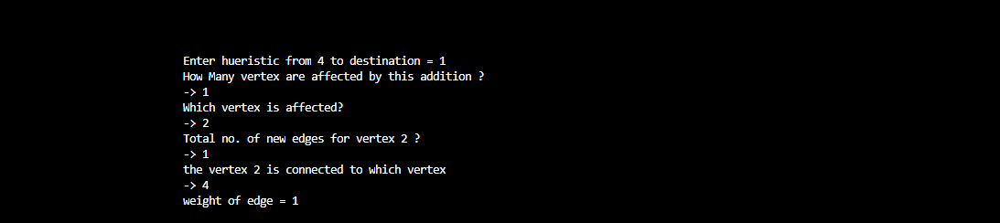 Enter hueristic from 4 to destination = 1
How Many vertex are affected by this addition ?
-> 1
Which vertex is affected?
-> 2
Total no. of new edges for vertex 2 ?
-> 1
the vertex 2 is connected to which vertex
-> 4
weight of edge = 1